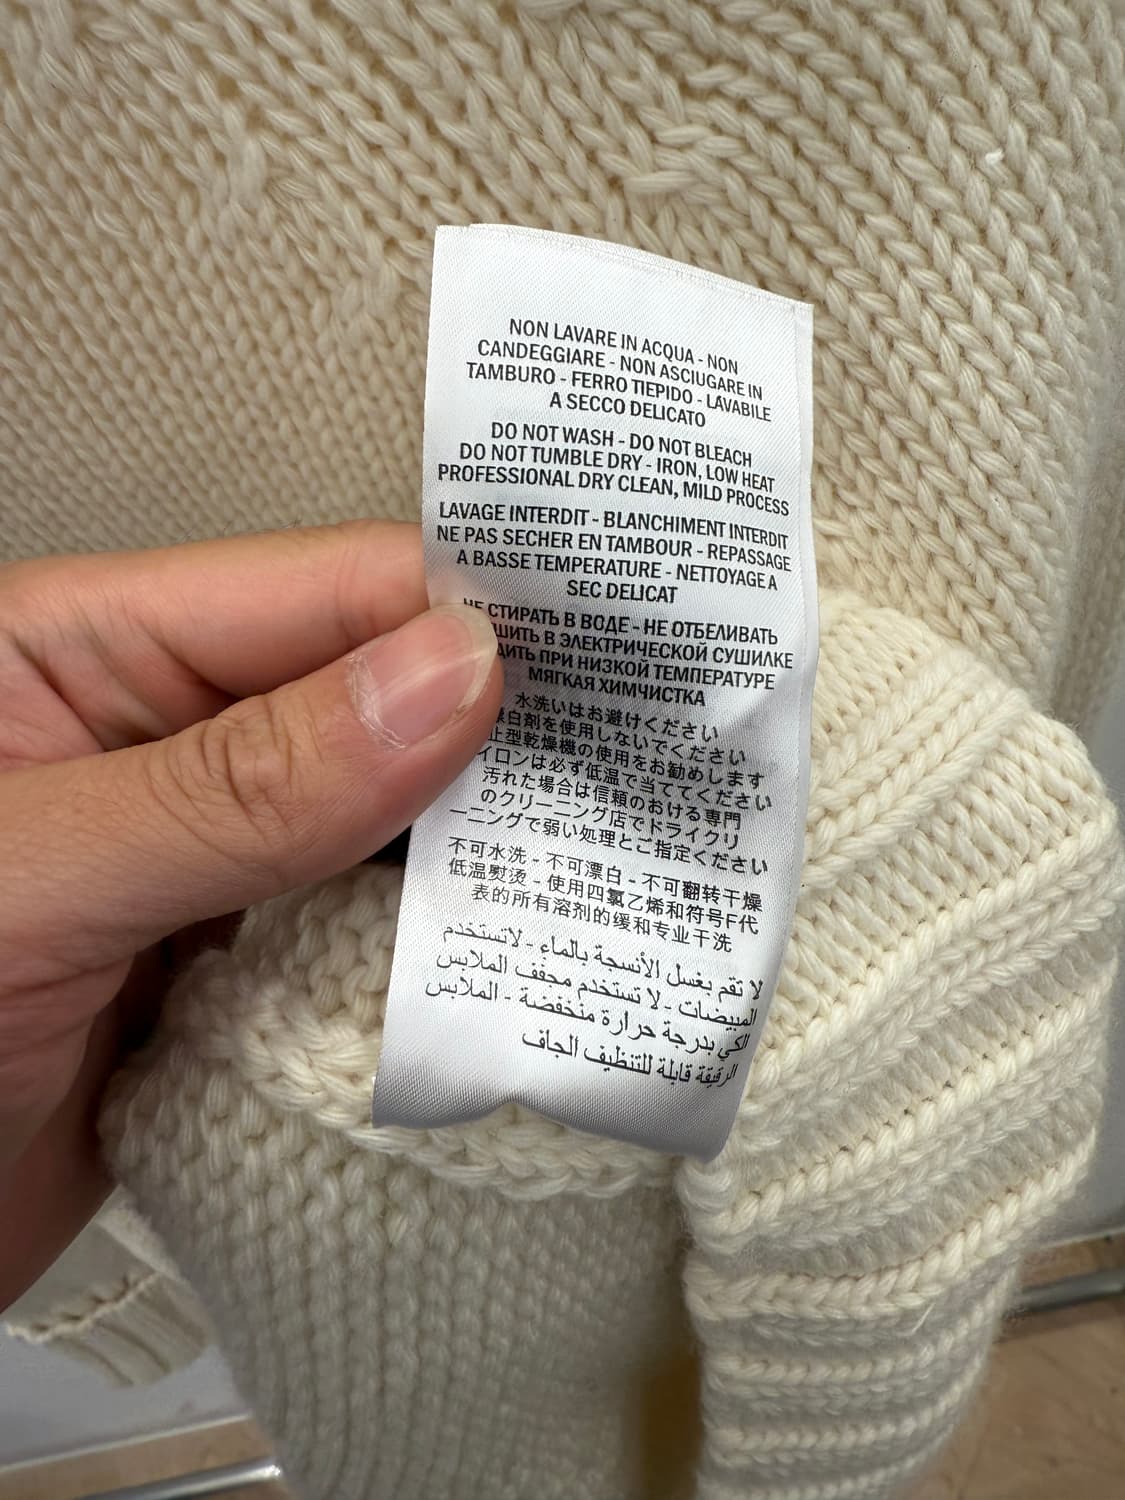 NON LAVARE IN ACQUA - NON
CANDEGGIARE - NON ASCIUGARE IN
TAMBURO - FERRO TIEPIDO - LAVABILE
A SECCO DELICATO
DO NOT WASH - DO NOT BLEACH
DO NOT TUMBLE DRY - IRON, LOW HEAT
PROFESSIONAL DRY CLEAN, MILD PROCESS
LAVAGE INTERDIT - BLANCHIMENT INTERDIT
NE PAS SECHER EN TAMBOUR - REPASSAGE
A BASSE TEMPERATURE - NETTOYAGE A
SEC DELICAT
НЕ СТИРАТЬ В ВОДЕ - НЕ ОТБЕЛИВАТЬ
В ЭЛЕКТРИЧЕСКОЙ СУШИЛКЕ
ПРИ НИЗКОЙ ТЕМПЕРАТУРЕ
МЯГКАЯ ХИМЧИСТКА
水洗いはお避けください
漂白剤を使用しないでください
止型乾燥機の使用をお勧めします
イロンは必ず低温で当ててください
汚れた場合は信頼のおける専門
のクリーニング店でドライクリ
ーニングで弱い処理とご指定ください
不可水洗 - 不可漂白 - 不可翻转干燥
低温熨烫 - 使用四氯乙烯和符号F代
表的所有溶剂的缓和专业干洗
لا تقم بغسل الأنسجة بالماء - لاتستخدم
المبيضات - لا تستخدم مجفف الملابس
الكي بدرجة حرارة منخفضة - الملابس
الرقيقة قابلة للتنظيف الجاف